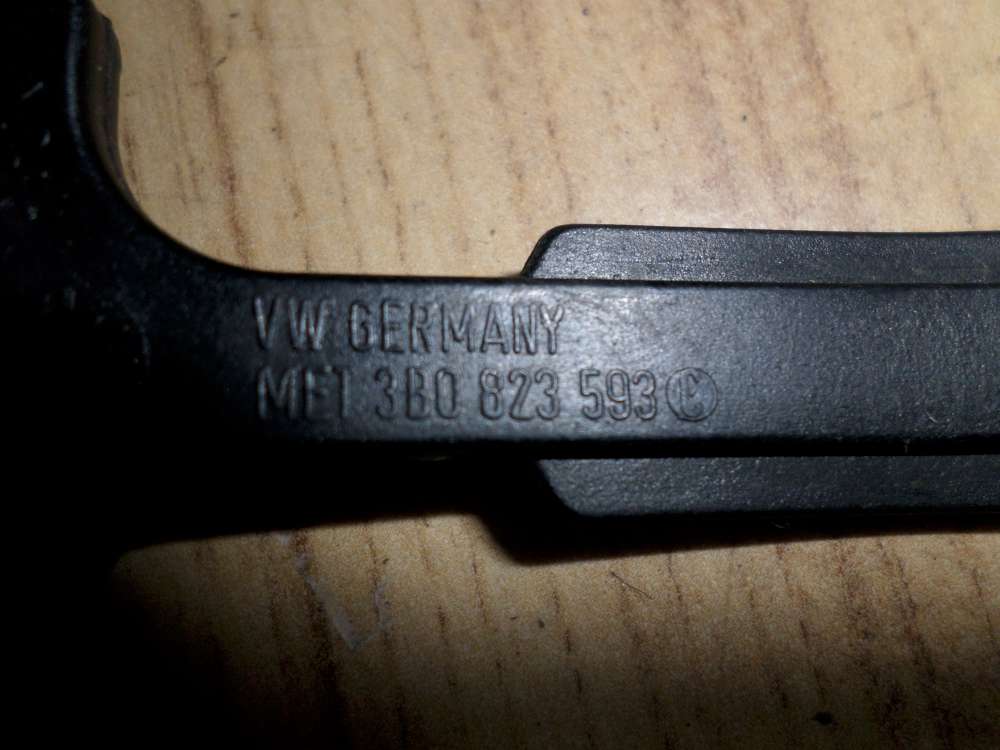 VW GERMANY
MET 3B0 823 593